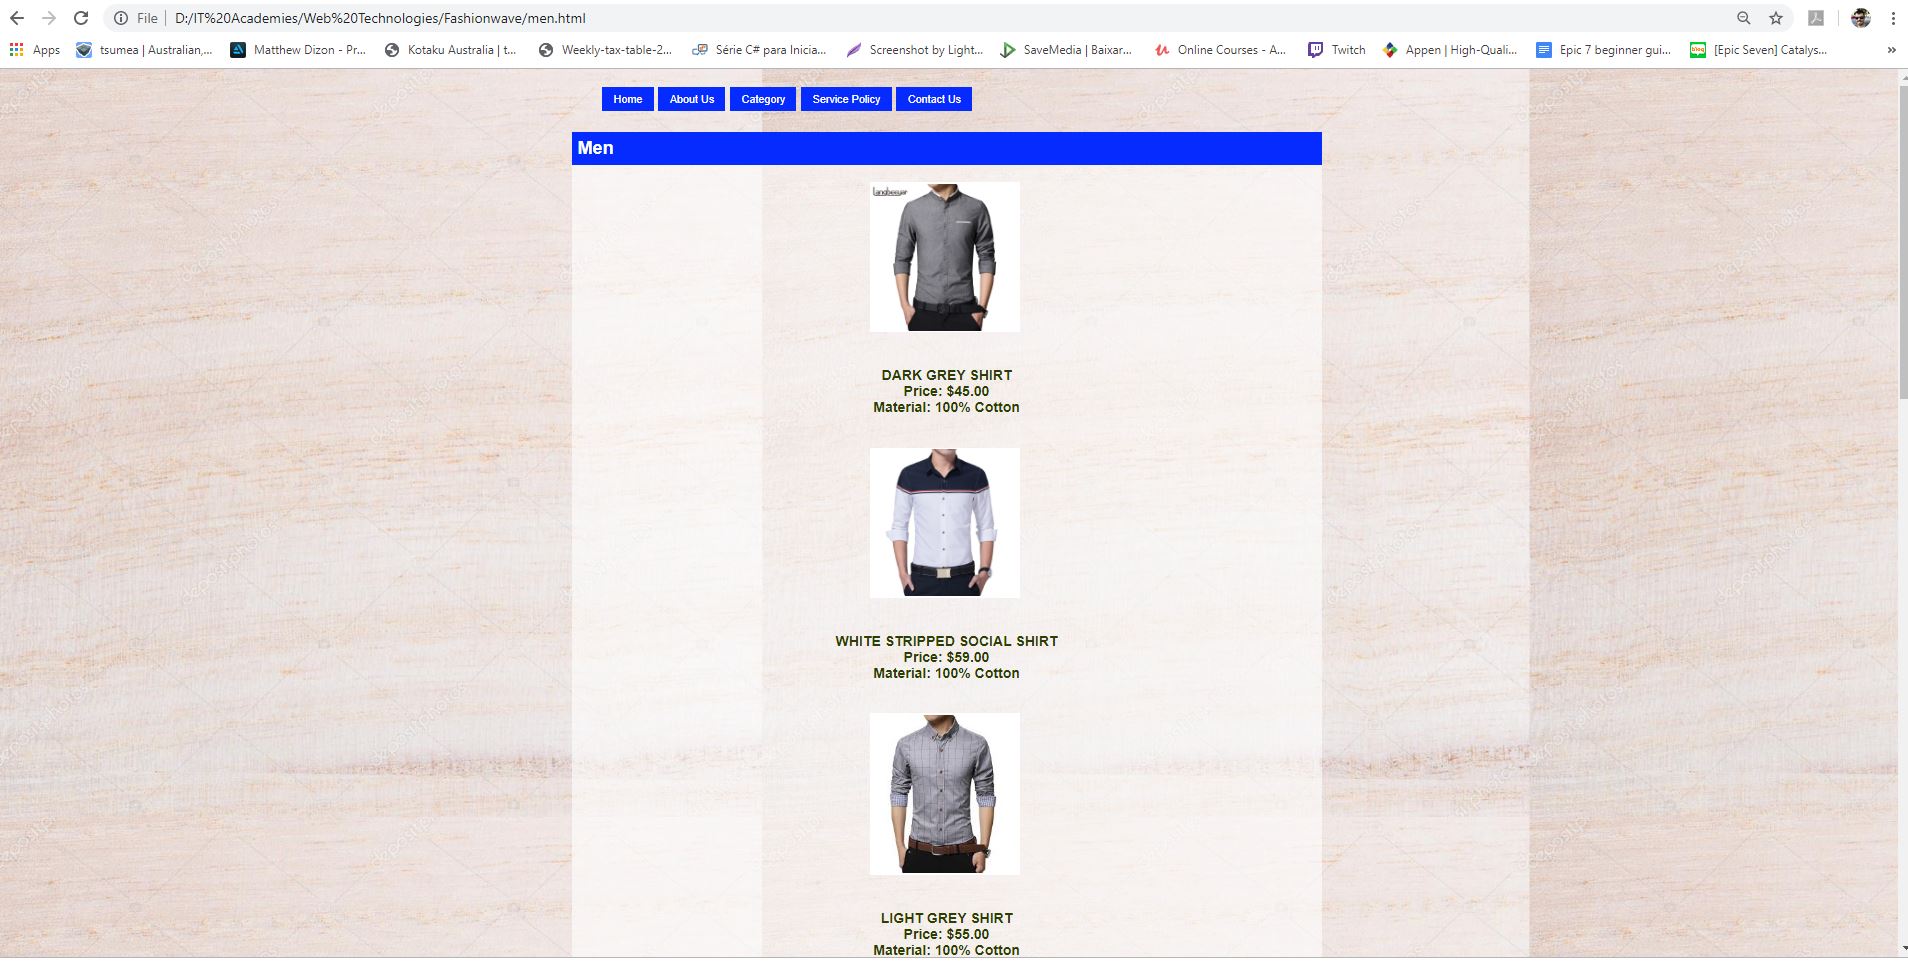 File | D:/IT%20Academies/Web%20Technologies/Fashionwave/men.html
Apps tsumea | Australian,... Matthew Dizon - Pr... Kotaku Australia | t... Weekly-tax-table-2... Série C# para Inicia... Screenshot by Light... SaveMedia | Baixar... Online Courses - A... Twitch Appen | High-Quali... Epic 7 beginner gui... blog [Epic Seven] Catalys... »
Home About Us Category Service Policy Contact Us
Men
DARK GREY SHIRT
Price: $45.00
Material: 100% Cotton
WHITE STRIPPED SOCIAL SHIRT
Price: $59.00
Material: 100% Cotton
LIGHT GREY SHIRT
Price: $55.00
Material: 100% Cotton
depositphotos